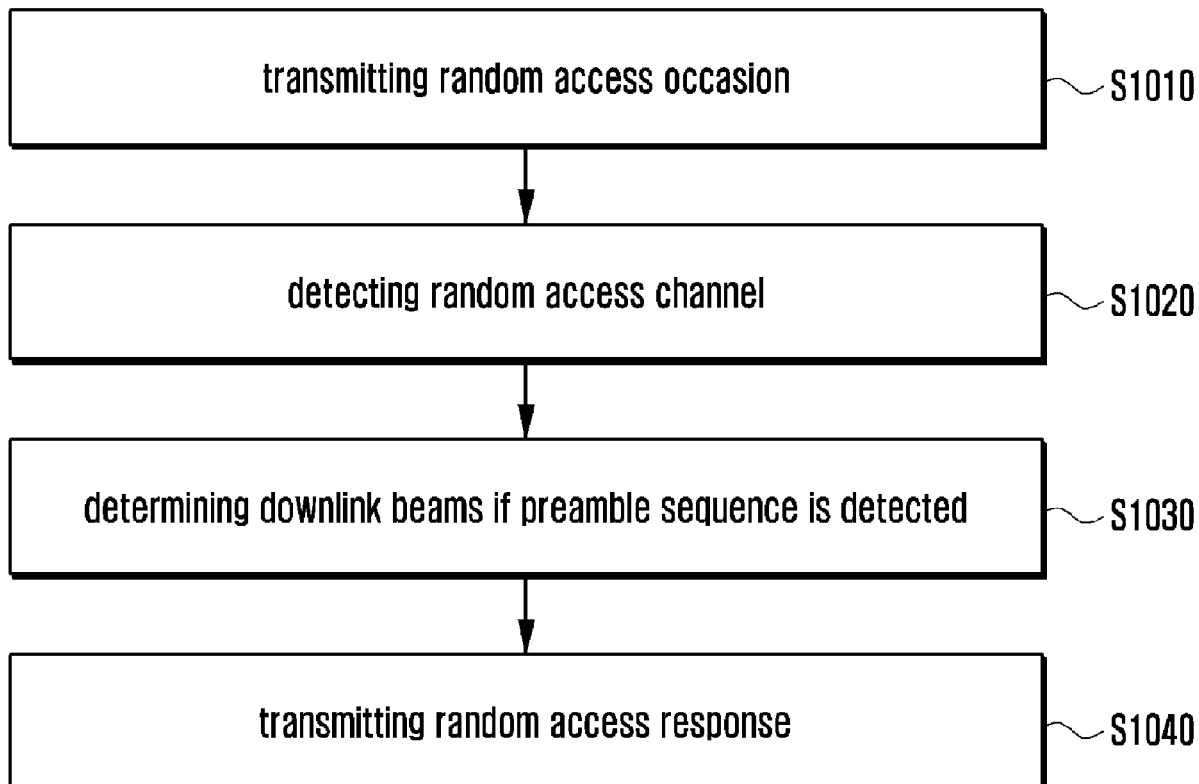 transmitting random access occasion
S1010
detecting random access channel
S1020
determining downlink beams if preamble sequence is detected
S1030
transmitting random access response
S1040